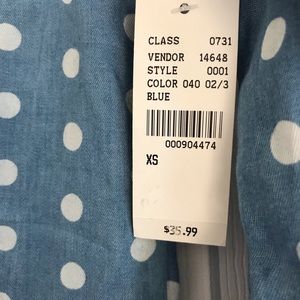 CLASS 0731
VENDOR 14648
STYLE 0001
COLOR 040 02/3
BLUE
000904474
XS
$35.99